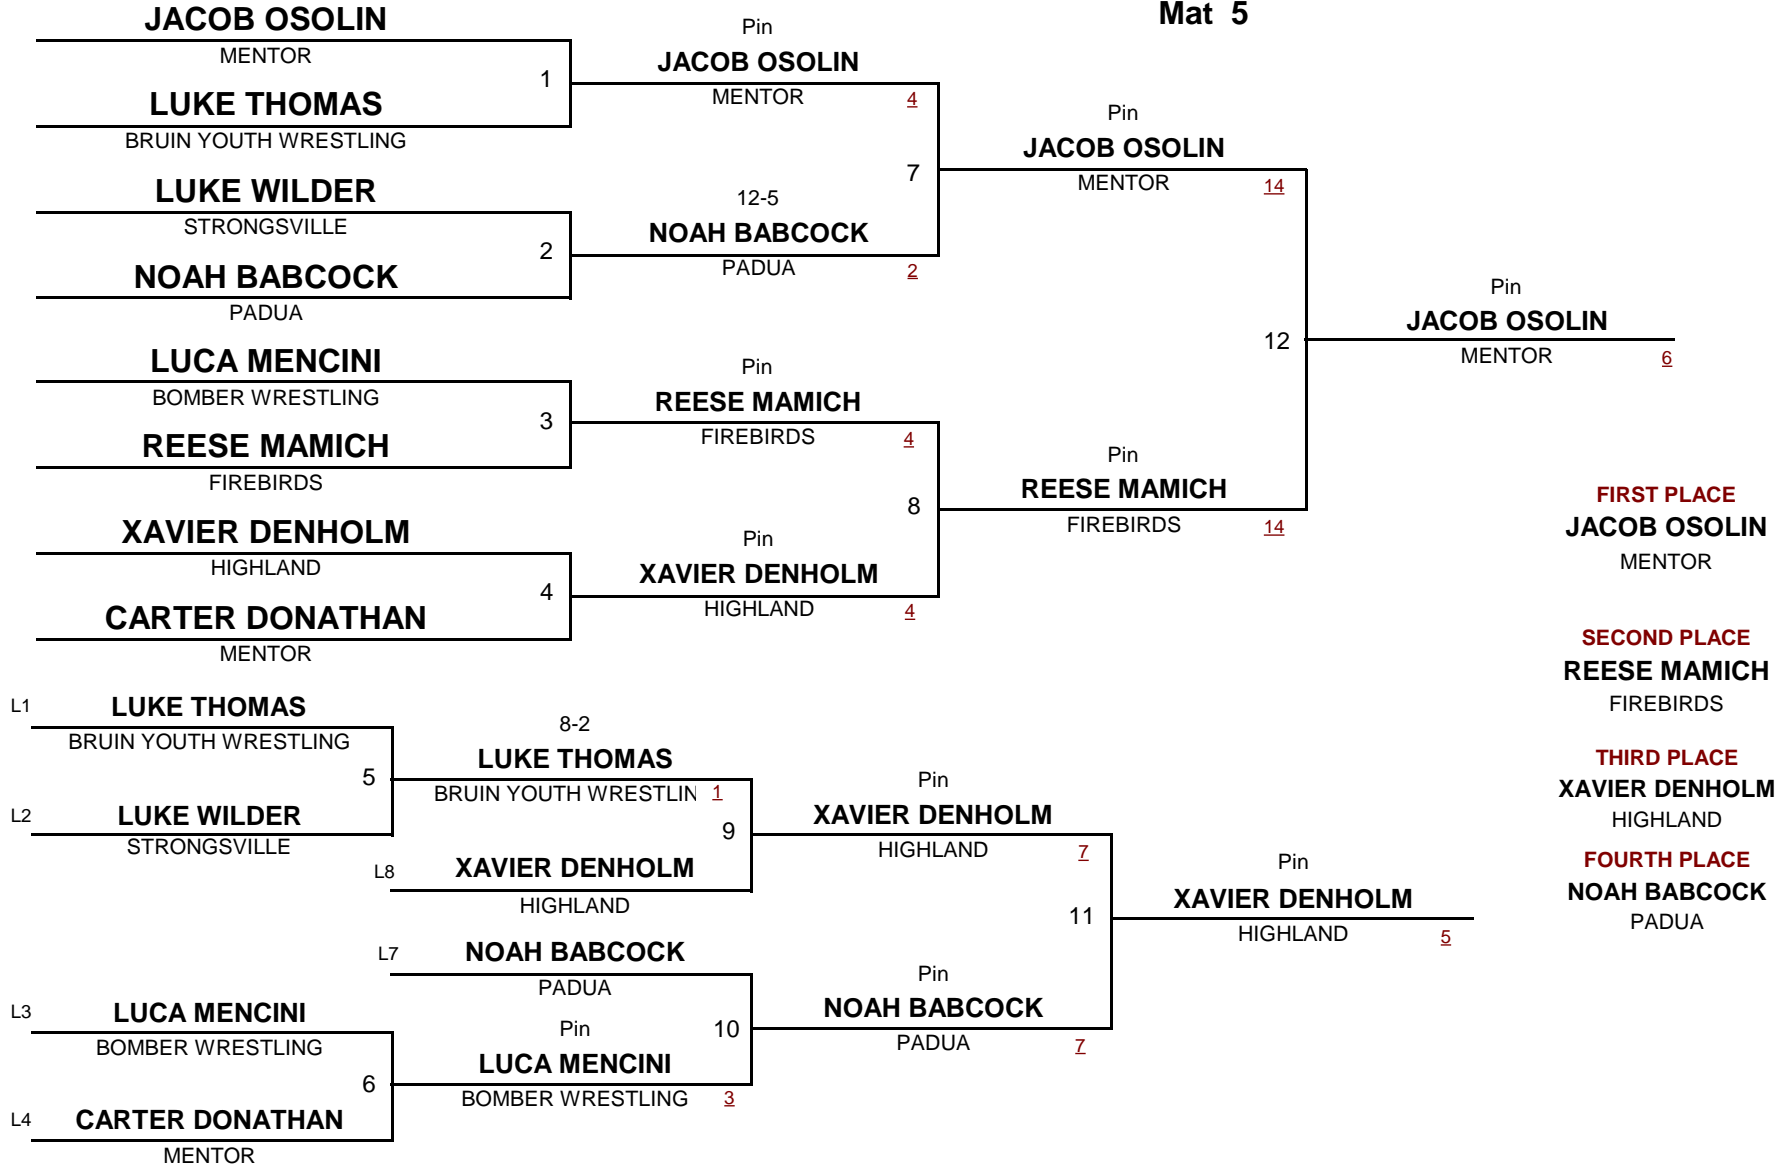 Mat 5
JACOB OSOLIN
MENTOR
1
LUKE THOMAS
BRUIN YOUTH WRESTLING
LUKE WILDER
STRONGSVILLE
2
NOAH BABCOCK
PADUA
LUCA MENCINI
BOMBER WRESTLING
3
REESE MAMICH
FIREBIRDS
XAVIER DENHOLM
HIGHLAND
4
CARTER DONATHAN
MENTOR
Pin
JACOB OSOLIN
MENTOR 4
7
12-5
NOAH BABCOCK
PADUA 2
Pin
REESE MAMICH
FIREBIRDS 4
8
Pin
XAVIER DENHOLM
HIGHLAND 4
Pin
JACOB OSOLIN
MENTOR 14
12
Pin
REESE MAMICH
FIREBIRDS 14
Pin
JACOB OSOLIN
MENTOR 6
L1 LUKE THOMAS
BRUIN YOUTH WRESTLING
5
L2 LUKE WILDER
STRONGSVILLE
8-2
LUKE THOMAS
BRUIN YOUTH WRESTLIN 1
9
L8 XAVIER DENHOLM
HIGHLAND
L7 NOAH BABCOCK
PADUA
10
L3 LUCA MENCINI
BOMBER WRESTLING
6
L4 CARTER DONATHAN
MENTOR
Pin
LUCA MENCINI
BOMBER WRESTLING 3
Pin
XAVIER DENHOLM
HIGHLAND 7
11
Pin
NOAH BABCOCK
PADUA 7
Pin
XAVIER DENHOLM
HIGHLAND 5
FIRST PLACE
JACOB OSOLIN
MENTOR
SECOND PLACE
REESE MAMICH
FIREBIRDS
THIRD PLACE
XAVIER DENHOLM
HIGHLAND
FOURTH PLACE
NOAH BABCOCK
PADUA